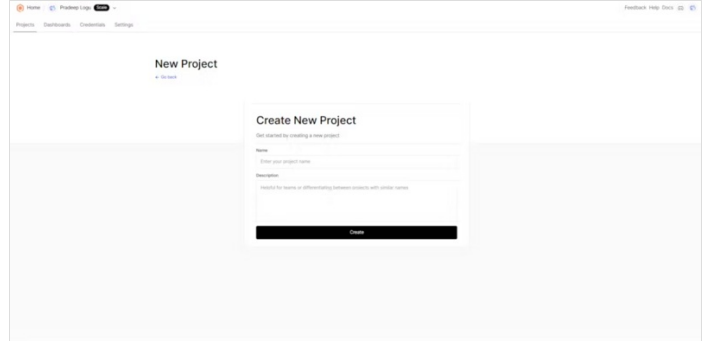 Home Pradeep Logu Scale
Feedback Help Docs
Projects Dashboards Credentials Settings
New Project
Go back
Create New Project
Get started by creating a new project
Name
Enter your project name
Description
Helpful for teams or differentiating between projects with similar names
Create